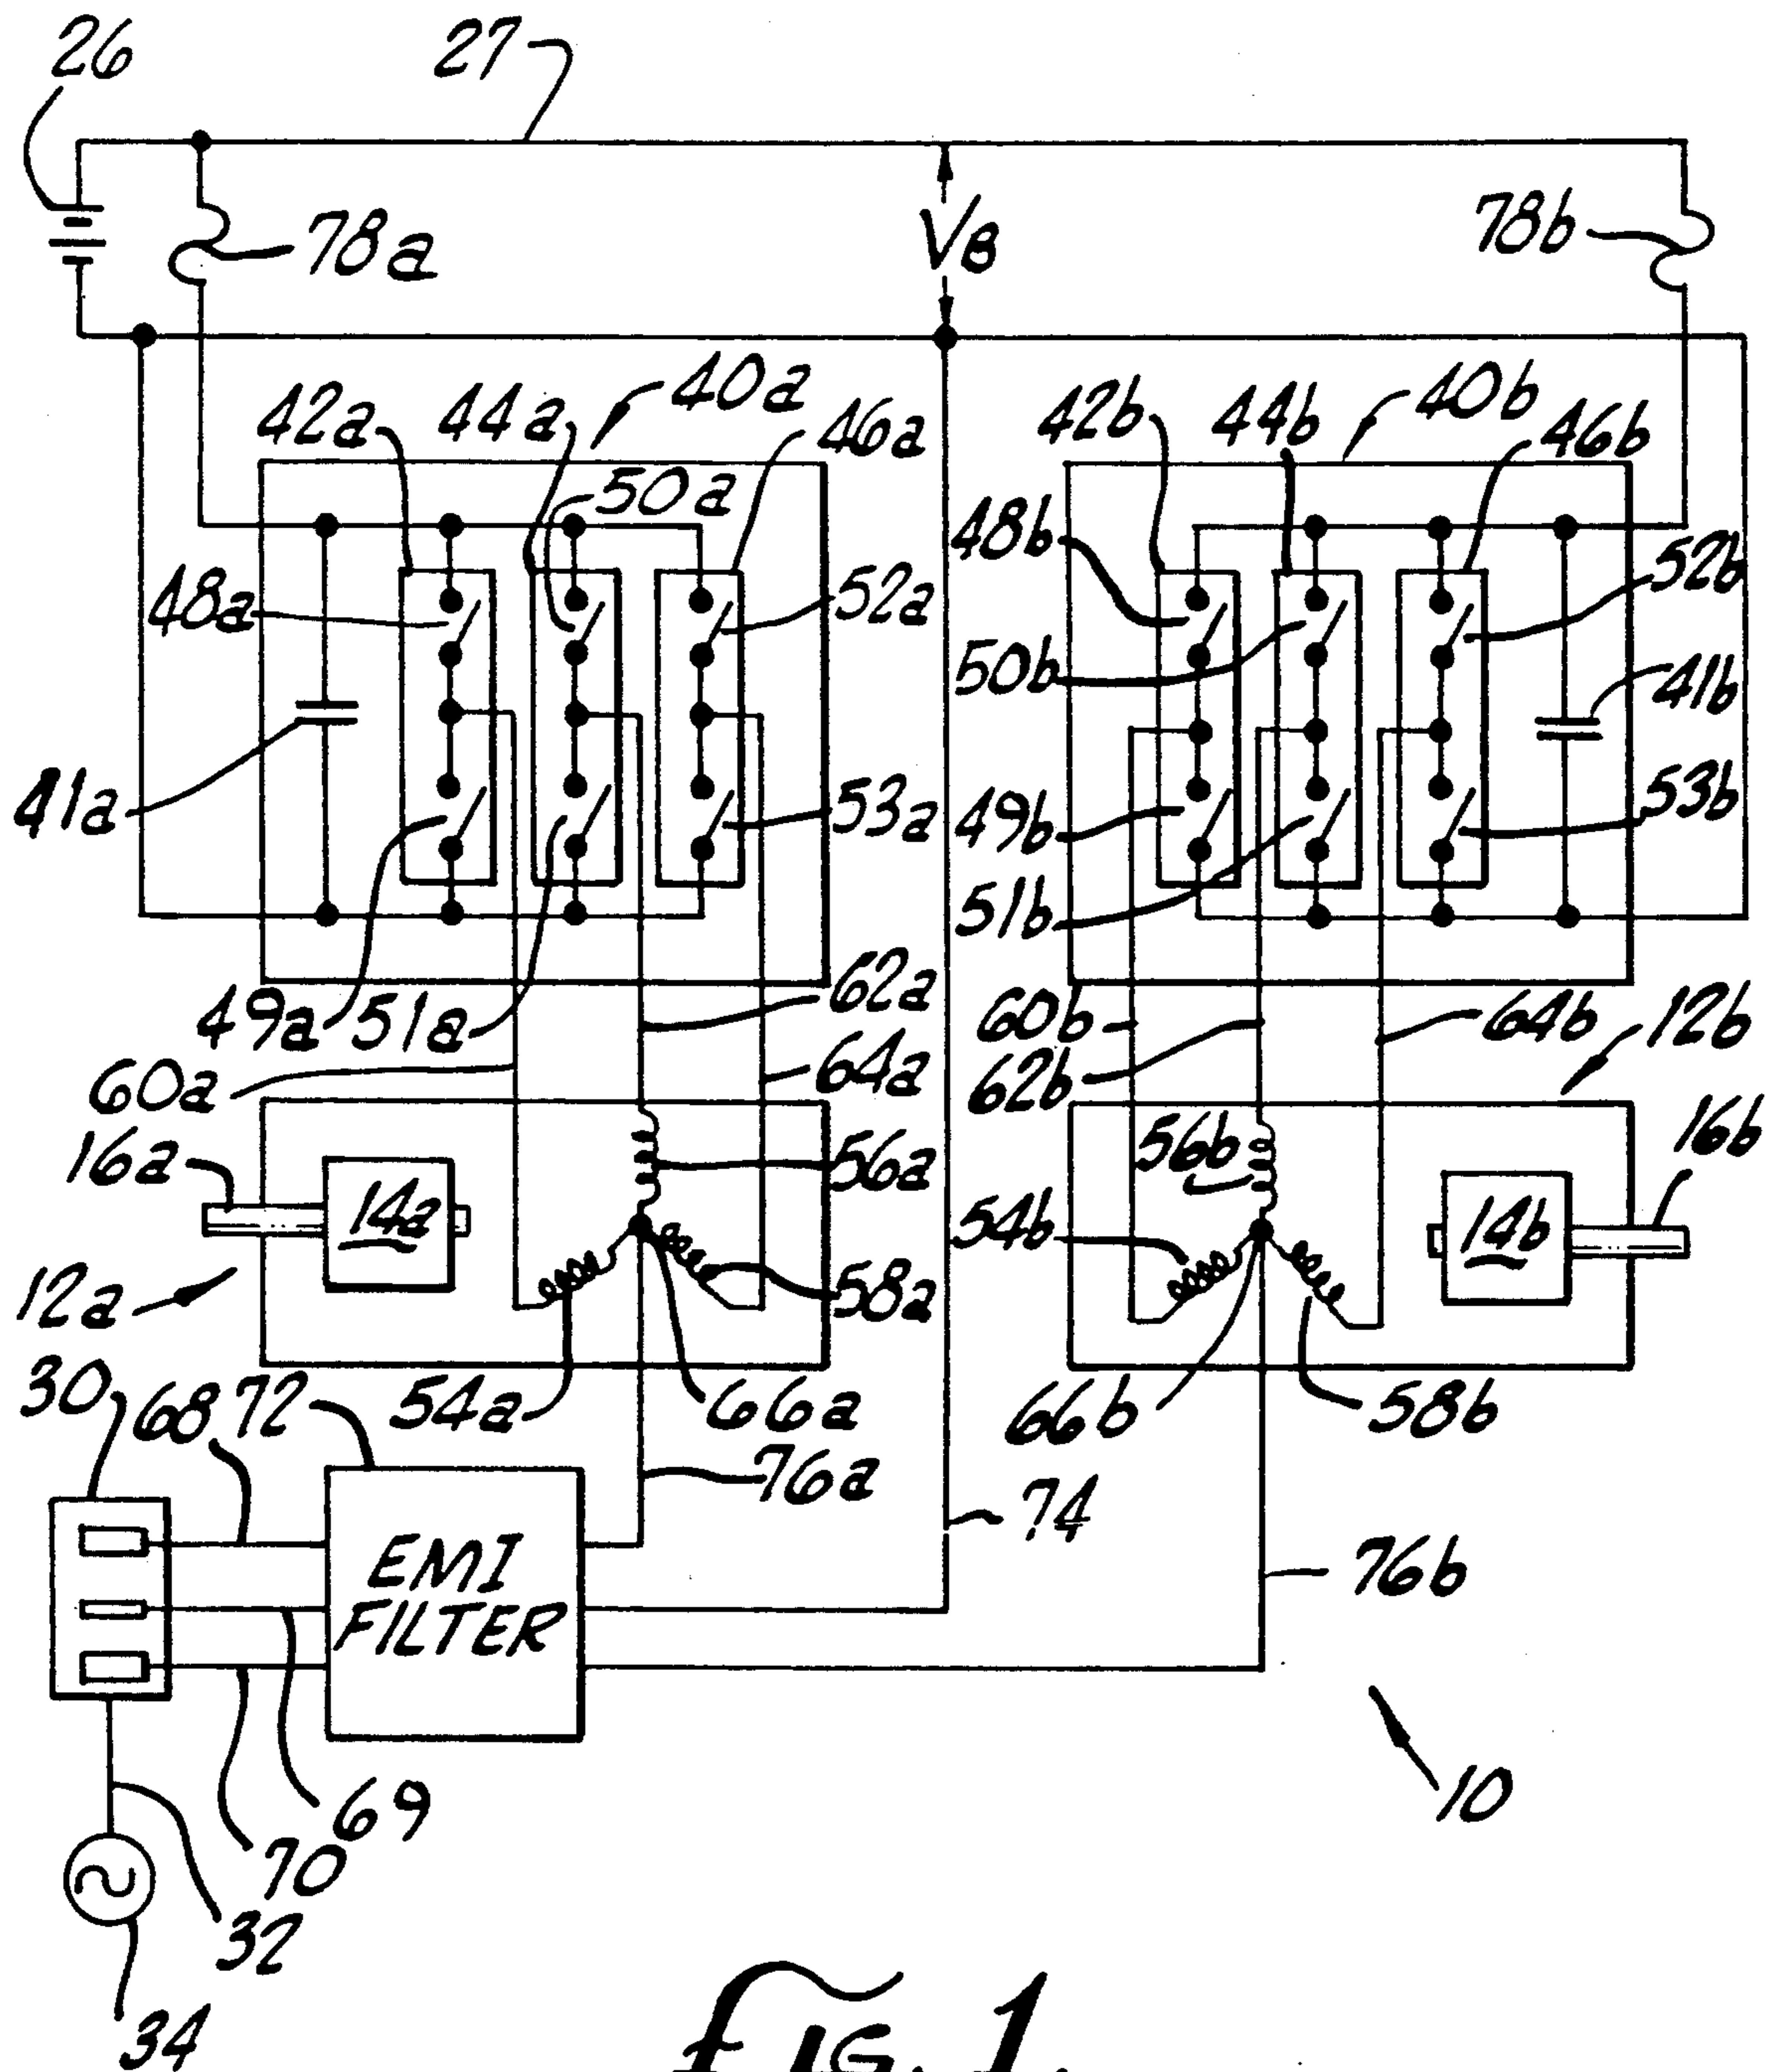 26 27
78a VB 78b
42a 44a 40a 46a 42b 44b 40b 46b
50a 48b
48a 52a 52b
50b 41b
41a 53a 49b 53b
51b
49a 51a 62a 60b 64b 12b
60a 64a 62b
16a 56a 56b 16b
14a 54b 14b
12a 58a
30 68 72 54a 66a 66b 58b
76a 74
EMI 76b
FILTER
69 10
70
32
34
FIG. 1.